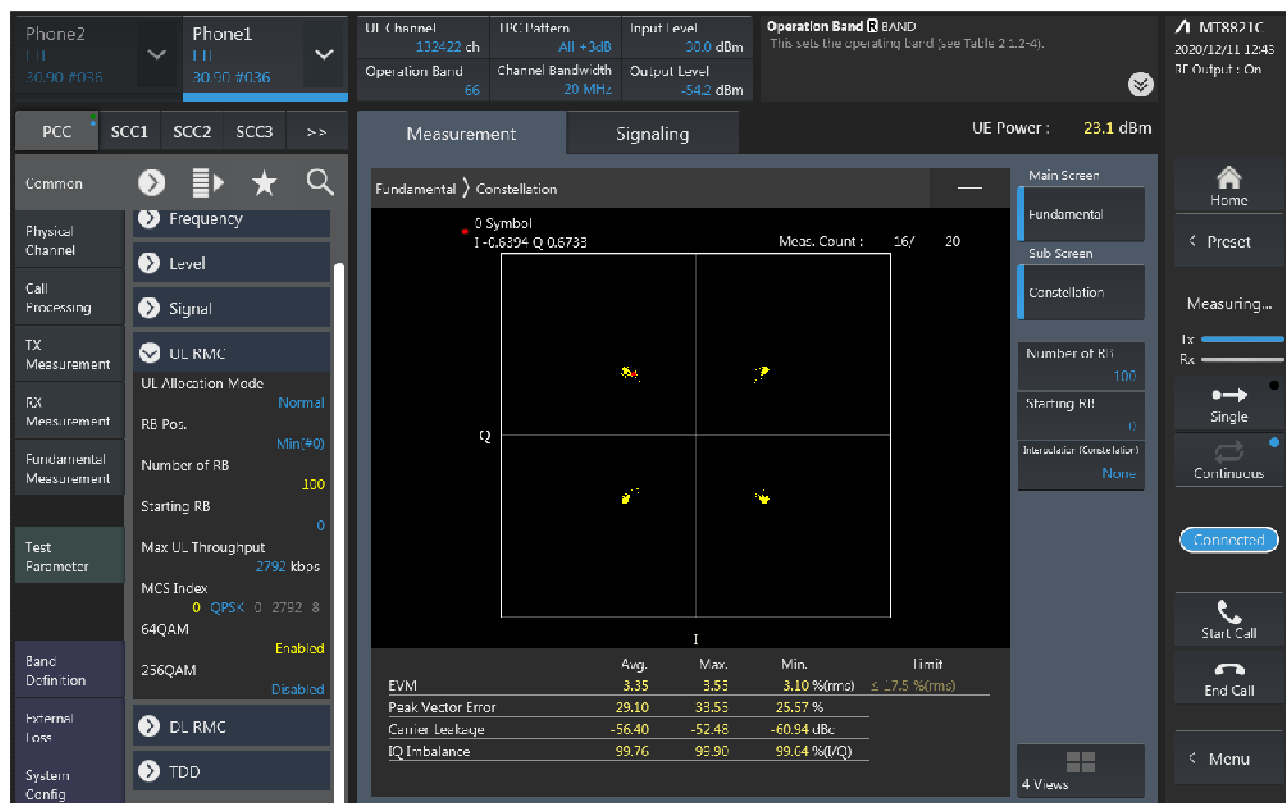 Phone2
LTE
30.90 #036
Phone1
LTE
30.90 #036
UL Channel
132422 ch
TPC Pattern
All +3dB
Input Level
30.0 dBm
Operation Band
66
Channel Bandwidth
20 MHz
Output Level
-54.2 dBm
Operation Band R BAND
This sets the operating band (see Table 2.1.2-4).
MT8821C
2020/12/11 12:43
RF Output : On
PCC SCC1 SCC2 SCC3 >>
Measurement Signaling
UE Power : 23.1 dBm
Common
Physical
Channel
Call
Processing
TX
Measurement
RX
Measurement
Fundamental
Measurement
Test
Parameter
Band
Definition
External
Loss
System
Config
Frequency
Level
Signal
UL RMC
UL Allocation Mode
Normal
RB Pos.
Min(#0)
Number of RB
100
Starting RB
0
Max UL Throughput
2792 kbps
MCS Index
0 QPSK 0 2792 8
64QAM
Enabled
256QAM
Disabled
DL RMC
TDD
Fundamental > Constellation
0 Symbol
I -0.6394 Q 0.6733
Meas. Count : 16/ 20
Q
I
Avg. Max. Min. Limit
EVM 3.35 3.55 3.10 %(rms) ≤ 17.5 %(rms)
Peak Vector Error 29.10 33.55 25.57 %
Carrier Leakage -56.40 -52.48 -60.94 dBc
IQ Imbalance 99.76 99.90 99.64 %(I/Q)
Main Screen
Fundamental
Sub Screen
Constellation
Number of RB
100
Starting RB
0
Interpolation (Constellation)
None
4 Views
Home
< Preset
Measuring...
Tx
Rx
Single
Continuous
Connected
Start Call
End Call
< Menu